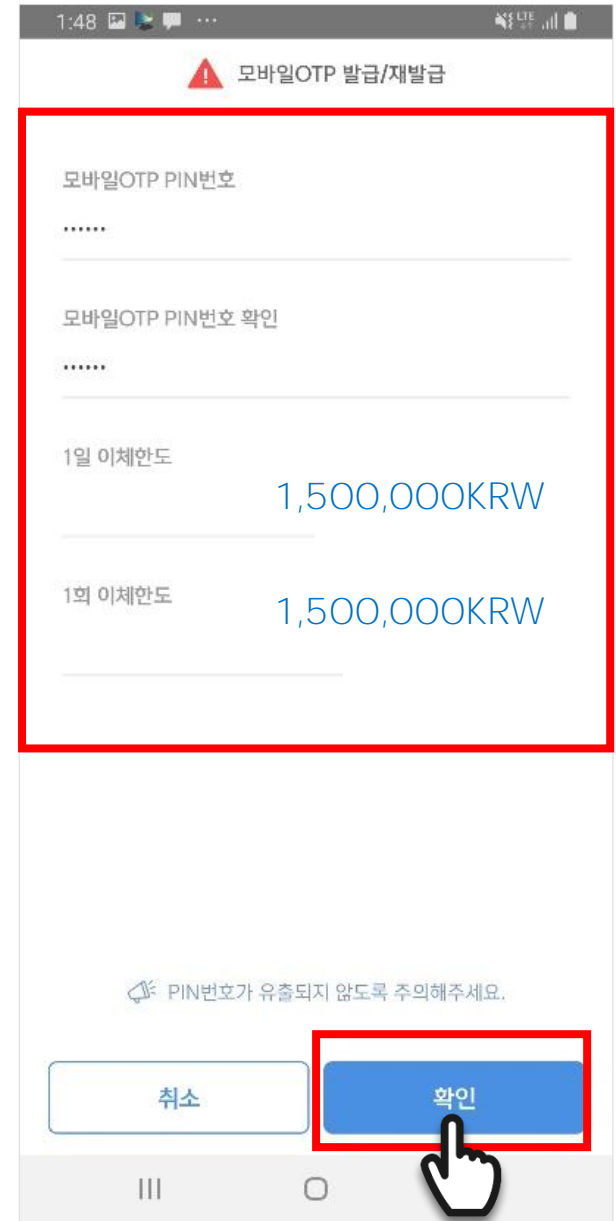 1:48
LTE
모바일OTP 발급/재발급
모바일OTP PIN번호
······
모바일OTP PIN번호 확인
······
1일 이체한도
1,500,000KRW
1회 이체한도
1,500,000KRW
PIN번호가 유출되지 않도록 주의해주세요.
취소
확인